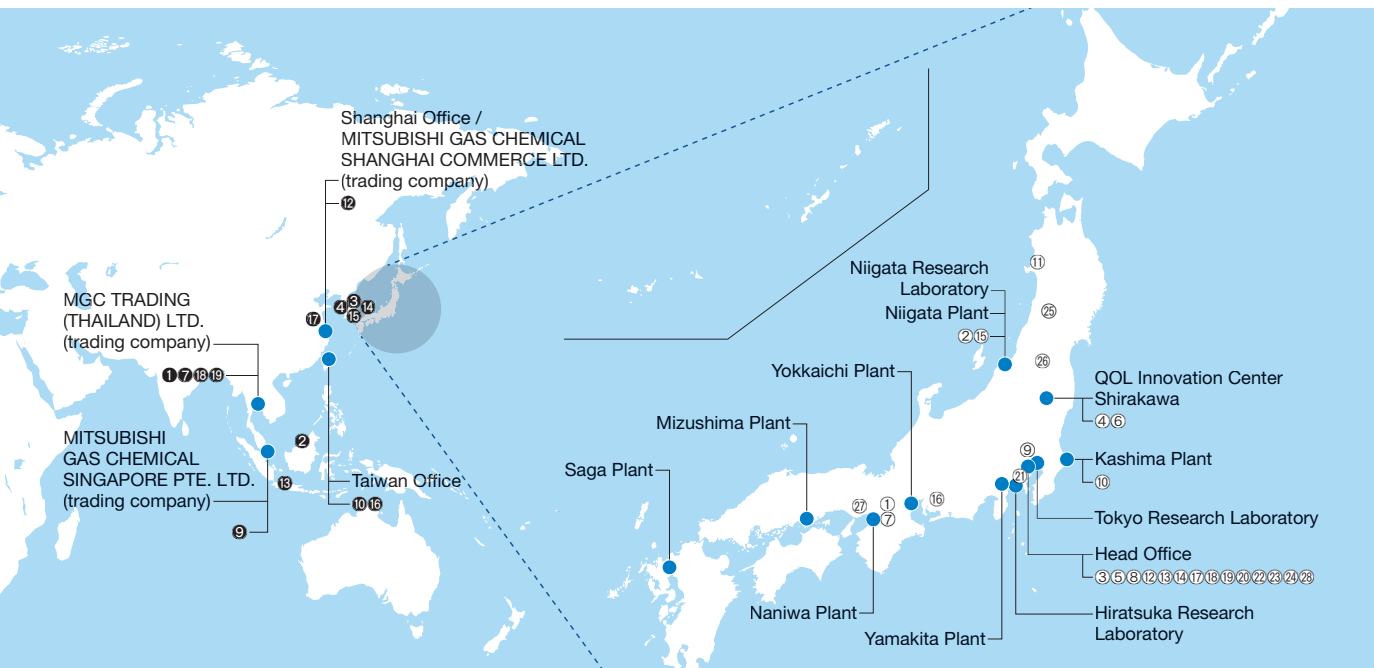 Shanghai Office /
MITSUBISHI GAS CHEMICAL
SHANGHAI COMMERCE LTD.
(trading company)
⓬
MGC TRADING
(THAILAND) LTD.
(trading company)
❶❼⓲⓳
❸
❹
⓮
⓯
⓱
MITSUBISHI
GAS CHEMICAL
SINGAPORE PTE. LTD.
(trading company)
❾
❷
⓭
Taiwan Office
❿⓰
Niigata Research
Laboratory
Niigata Plant
②⑮
Yokkaichi Plant
Mizushima Plant
Saga Plant
Naniwa Plant
Yamakita Plant
⑪
㉕
㉖
QOL Innovation Center
Shirakawa
④⑥
⑨
㉑
Kashima Plant
⑩
⑯
㉗
①
⑦
Tokyo Research Laboratory
Head Office
③⑤⑧⑫⑬⑭⑰⑱⑲⑳㉒㉓㉔㉘
Hiratsuka Research
Laboratory